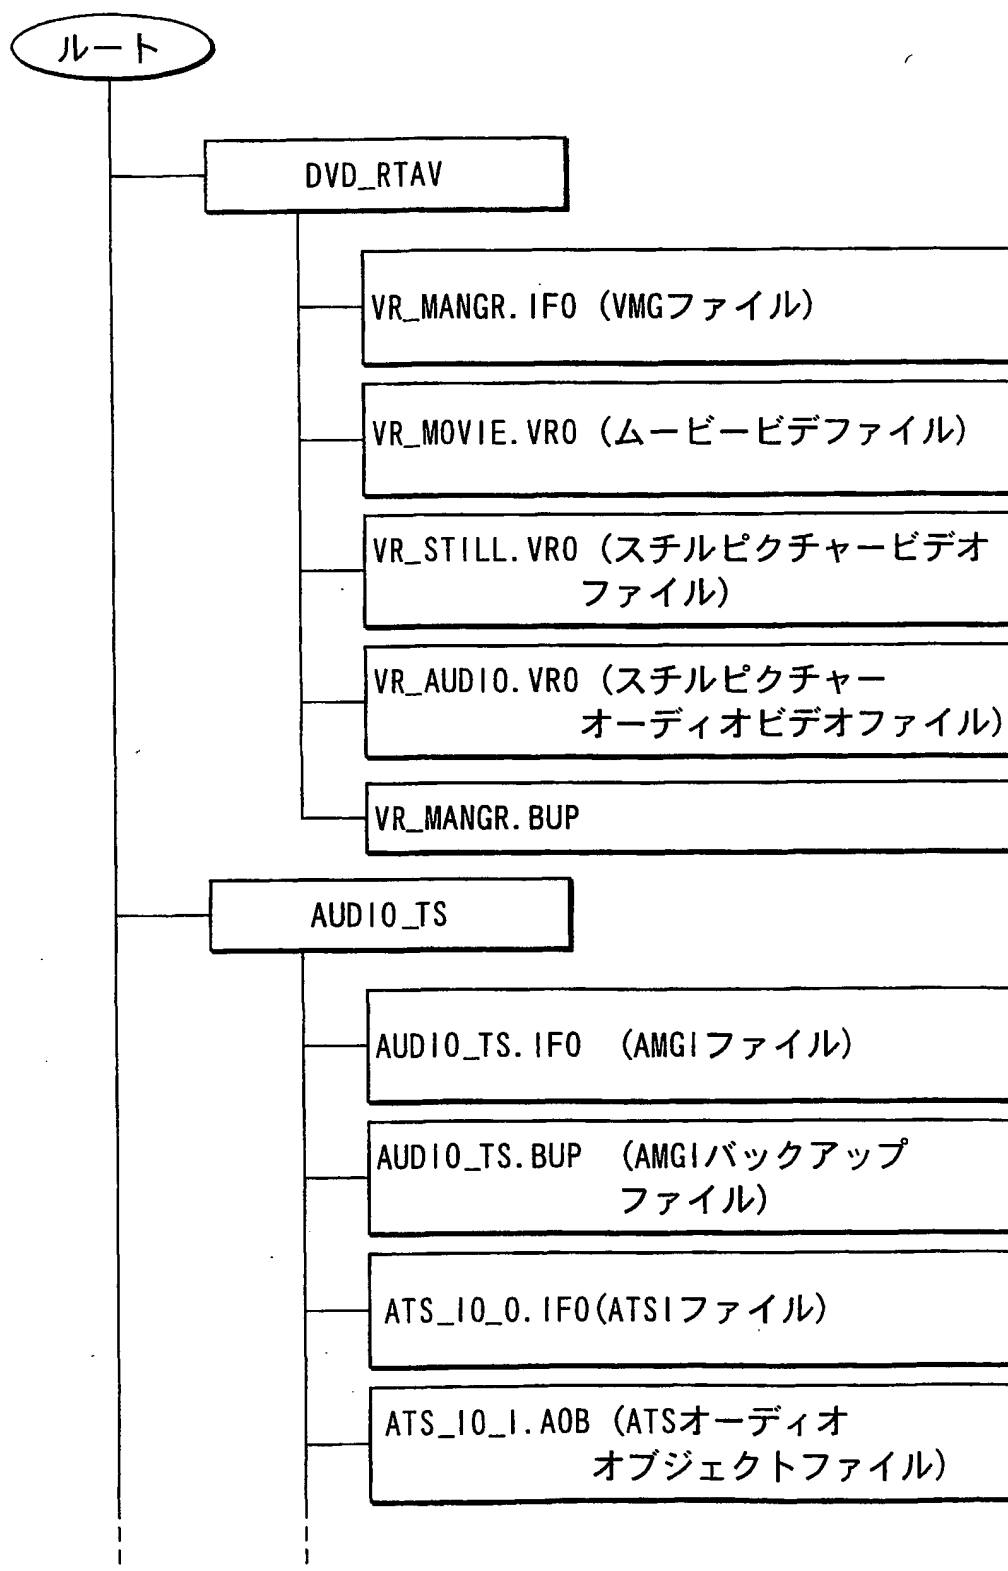 ルート
DVD_RTAV
VR_MANGR.IFO (VMGファイル)
VR_MOVIE.VRO (ムービービデファイル)
VR_STILL.VRO (スチルピクチャービデオ
ファイル)
VR_AUDIO.VRO (スチルピクチャー
オーディオビデオファイル)
VR_MANGR.BUP
AUDIO_TS
AUDIO_TS.IFO (AMGIファイル)
AUDIO_TS.BUP (AMGIバックアップ
ファイル)
ATS_IO_O.IFO(ATSIファイル)
ATS_IO_I.AOB (ATSオーディオ
オブジェクトファイル)